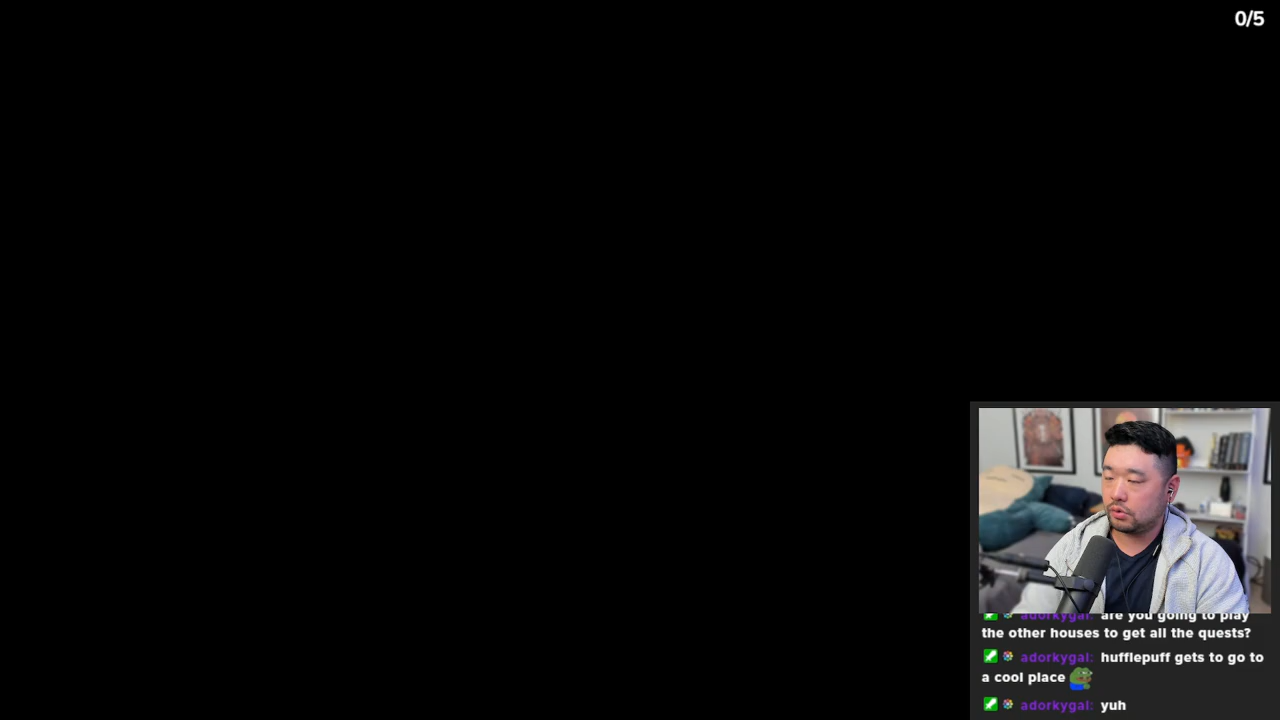 0/5
adorkygal: are you going to play
the other houses to get all the quests?
adorkygal: hufflepuff gets to go to
a cool place
adorkygal: yuh